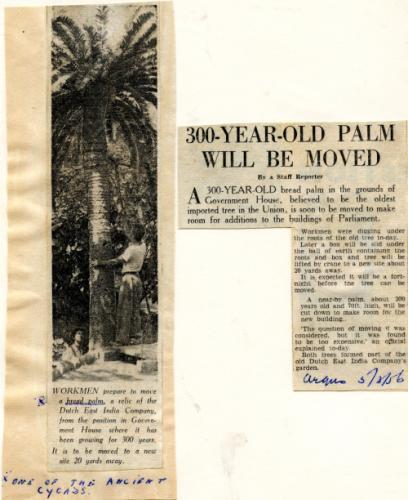 WORKMEN prepare to move
a bread palm, a relic of the
Dutch East India Company,
from the position in Govern-
ment House where it has
been growing for 300 years.
It is to be moved to a new
site 20 yards away.
x ONE OF THE ANCIENT
CYCADS.
300-YEAR-OLD PALM
WILL BE MOVED
By a Staff Reporter
A 300-YEAR-OLD bread palm in the grounds of
Government House, believed to be the oldest
imported tree in the Union, is soon to be moved to make
room for additions to the buildings of Parliament.
Workmen were digging under
the roots of the old tree to-day.
Later a box will be slid under
the ball of earth containing the
roots and box and tree will be
lifted by crane to a new site about
20 yards away.
It is expected it will be a fort-
night before the tree can be
moved.
A near-by palm, about 200
years old and 70ft. high, will be
cut down to make room for the
new building.
'The question of moving it was
considered, but it was found
to be too expensive,' an official
explained to-day.
Both trees formed part of the
old Dutch East India Company's
garden.
Argus 5/3/56